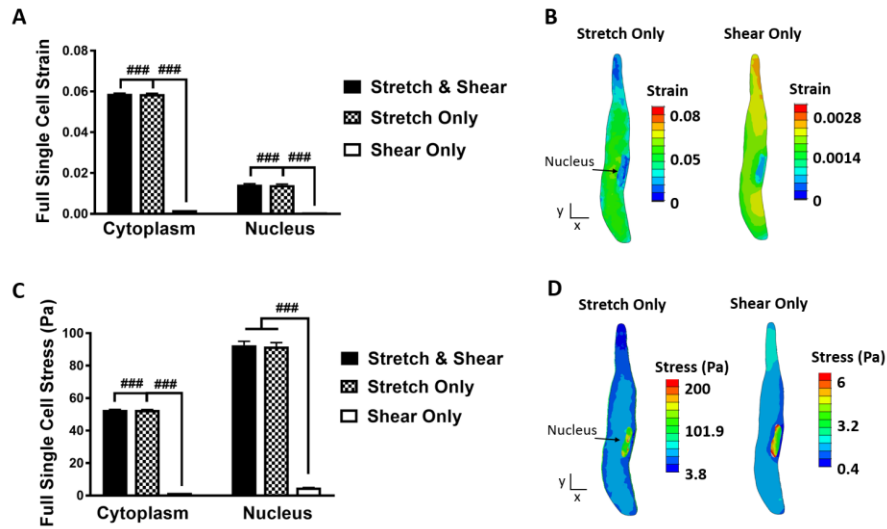 A
Full Single Cell Strain
0.08
0.06
0.04
0.02
0.00
### ###
### ###
Cytoplasm Nucleus
Stretch & Shear
Stretch Only
Shear Only
B
Stretch Only Shear Only
Strain
0.08
0.05
0
Strain
0.0028
0.0014
0
Nucleus
y
x
C
Full Single Cell Stress (Pa)
100
80
60
40
20
0
### ###
###
Cytoplasm Nucleus
Stretch & Shear
Stretch Only
Shear Only
D
Stretch Only Shear Only
Stress (Pa)
200
101.9
3.8
Stress (Pa)
6
3.2
0.4
Nucleus
y
x